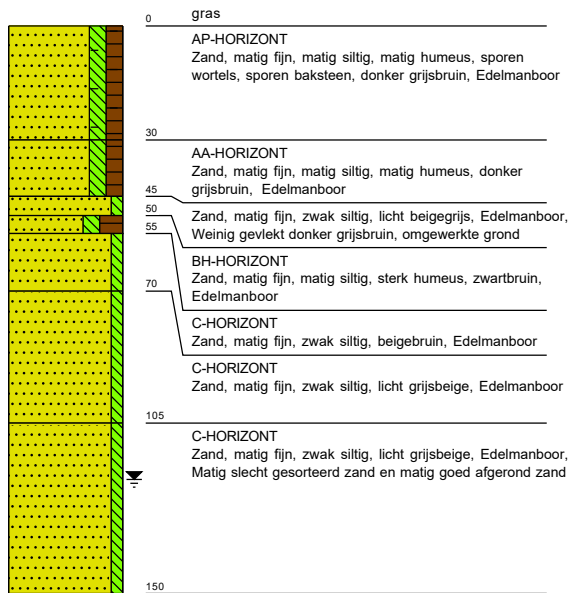 0 gras
AP-HORIZONT
Zand, matig fijn, matig siltig, matig humeus, sporen
wortels, sporen baksteen, donker grijsbruin, Edelmanboor
30
AA-HORIZONT
Zand, matig fijn, matig siltig, matig humeus, donker
grijsbruin, Edelmanboor
45
Zand, matig fijn, zwak siltig, licht beigegrijs, Edelmanboor,
Weinig gevlekt donker grijsbruin, omgewerkte grond
50
BH-HORIZONT
Zand, matig fijn, matig siltig, sterk humeus, zwartbruin,
Edelmanboor
55
C-HORIZONT
Zand, matig fijn, zwak siltig, beigebruin, Edelmanboor
70
C-HORIZONT
Zand, matig fijn, zwak siltig, licht grijsbeige, Edelmanboor
105
C-HORIZONT
Zand, matig fijn, zwak siltig, licht grijsbeige, Edelmanboor,
Matig slecht gesorteerd zand en matig goed afgerond zand
150